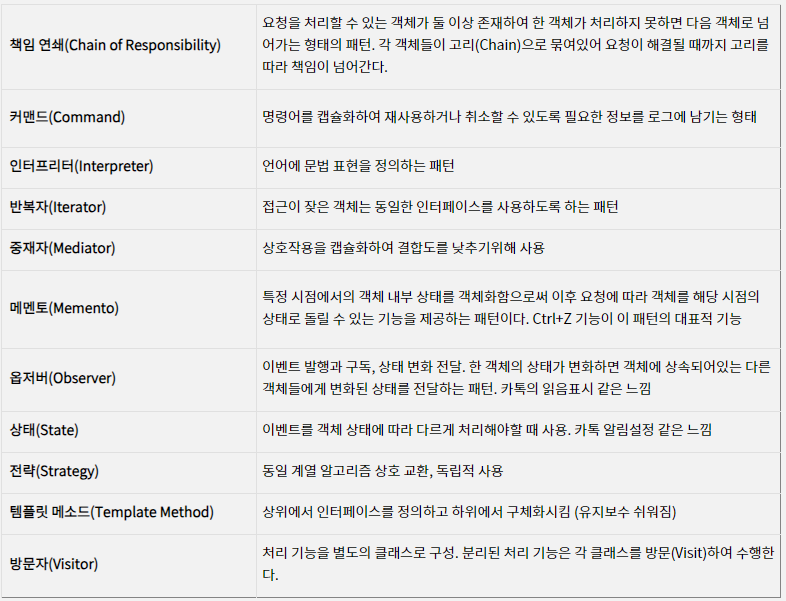 책임 연쇄(Chain of Responsibility)
요청을 처리할 수 있는 객체가 둘 이상 존재하여 한 객체가 처리하지 못하면 다음 객체로 넘
어가는 형태의 패턴. 각 객체들이 고리(Chain)으로 묶여있어 요청이 해결될 때까지 고리를
따라 책임이 넘어간다.
커맨드(Command)
명령어를 캡슐화하여 재사용하거나 취소할 수 있도록 필요한 정보를 로그에 남기는 형태
인터프리터(Interpreter)
언어에 문법 표현을 정의하는 패턴
반복자(Iterator)
접근이 잦은 객체는 동일한 인터페이스를 사용하도록 하는 패턴
중재자(Mediator)
상호작용을 캡슐화하여 결합도를 낮추기위해 사용
메멘토(Memento)
특정 시점에서의 객체 내부 상태를 객체화함으로써 이후 요청에 따라 객체를 해당 시점의
상태로 돌릴 수 있는 기능을 제공하는 패턴이다. Ctrl+Z 기능이 이 패턴의 대표적 기능
옵저버(Observer)
이벤트 발행과 구독, 상태 변화 전달. 한 객체의 상태가 변화하면 객체에 상속되어있는 다른
객체들에게 변화된 상태를 전달하는 패턴. 카톡의 읽음표시 같은 느낌
상태(State)
이벤트를 객체 상태에 따라 다르게 처리해야할 때 사용. 카톡 알림설정 같은 느낌
전략(Strategy)
동일 계열 알고리즘 상호 교환, 독립적 사용
템플릿 메소드(Template Method)
상위에서 인터페이스를 정의하고 하위에서 구체화시킴 (유지보수 쉬워짐)
방문자(Visitor)
처리 기능을 별도의 클래스로 구성. 분리된 처리 기능은 각 클래스를 방문(Visit)하여 수행한
다.